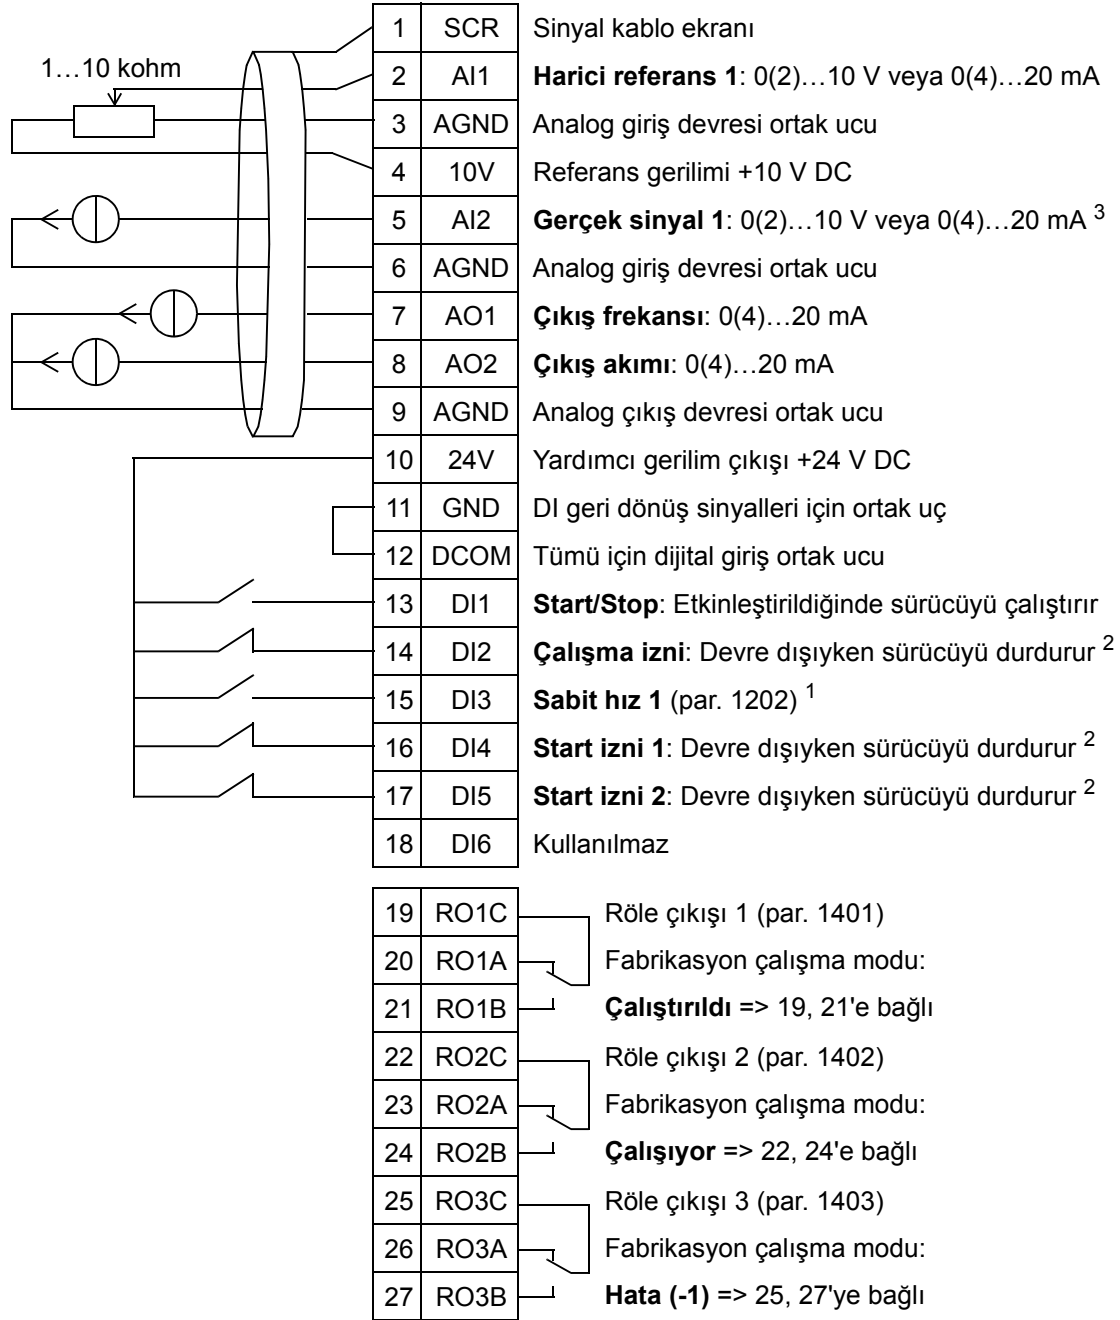 1…10 kohm
1 SCR Sinyal kablo ekranı
2 AI1 Harici referans 1: 0(2)…10 V veya 0(4)…20 mA
3 AGND Analog giriş devresi ortak ucu
4 10V Referans gerilimi +10 V DC
5 AI2 Gerçek sinyal 1: 0(2)…10 V veya 0(4)…20 mA 3
6 AGND Analog giriş devresi ortak ucu
7 AO1 Çıkış frekansı: 0(4)…20 mA
8 AO2 Çıkış akımı: 0(4)…20 mA
9 AGND Analog çıkış devresi ortak ucu
10 24V Yardımcı gerilim çıkışı +24 V DC
11 GND DI geri dönüş sinyalleri için ortak uç
12 DCOM Tümü için dijital giriş ortak ucu
13 DI1 Start/Stop: Etkinleştirildiğinde sürücüyü çalıştırır
14 DI2 Çalışma izni: Devre dışıyken sürücüyü durdurur 2
15 DI3 Sabit hız 1 (par. 1202) 1
16 DI4 Start izni 1: Devre dışıyken sürücüyü durdurur 2
17 DI5 Start izni 2: Devre dışıyken sürücüyü durdurur 2
18 DI6 Kullanılmaz
19 RO1C Röle çıkışı 1 (par. 1401)
20 RO1A Fabrikasyon çalışma modu:
21 RO1B Çalıştırıldı => 19, 21'e bağlı
22 RO2C Röle çıkışı 2 (par. 1402)
23 RO2A Fabrikasyon çalışma modu:
24 RO2B Çalışıyor => 22, 24'e bağlı
25 RO3C Röle çıkışı 3 (par. 1403)
26 RO3A Fabrikasyon çalışma modu:
27 RO3B Hata (-1) => 25, 27'ye bağlı